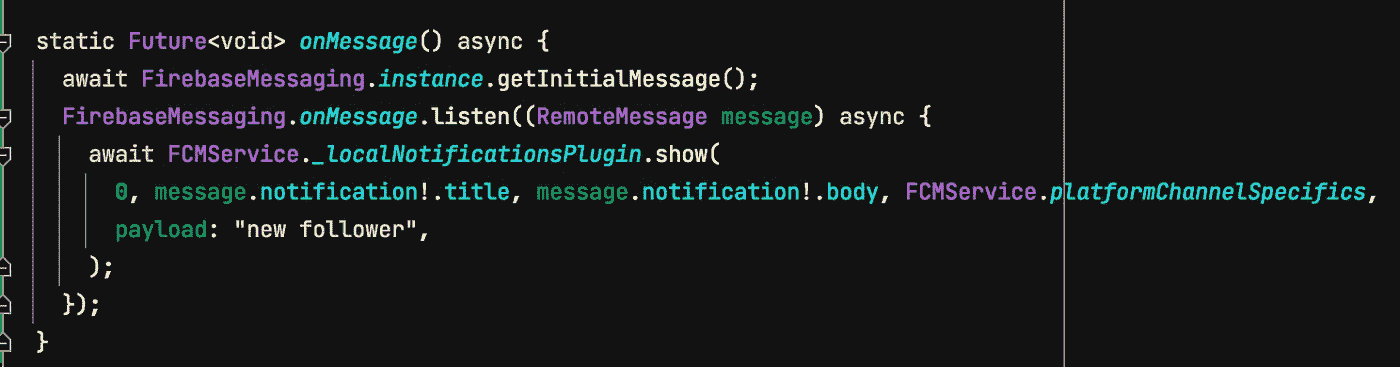 static Future<void> onMessage() async {
await FirebaseMessaging.instance.getInitialMessage();
FirebaseMessaging.onMessage.listen((RemoteMessage message) async {
await FCMService._localNotificationsPlugin.show(
0, message.notification!.title, message.notification!.body, FCMService.platformChannelSpecifics,
payload: "new follower",
);
});
}